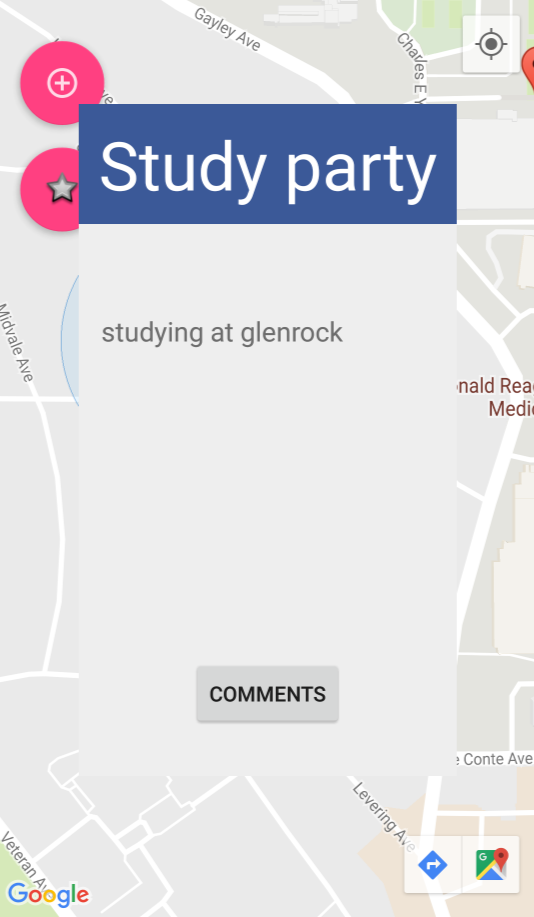 Gayley Ave
Charles E Y
ve
Study party
studying at glenrock
Midvale Ave
onald Rea
Medic
COMMENTS
e Conte Ave
Levering Ave
Veteran Av
Google
G